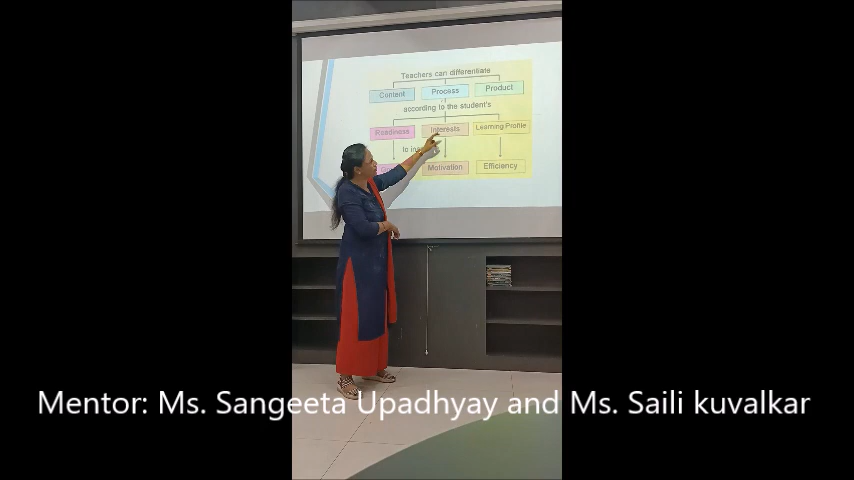 Teachers can differentiate
Content Process Product
according to the student's
Readiness Interests Learning Profile
to
Motivation Efficiency
Mentor: Ms. Sangeeta Upadhyay and Ms. Saili kuvalkar